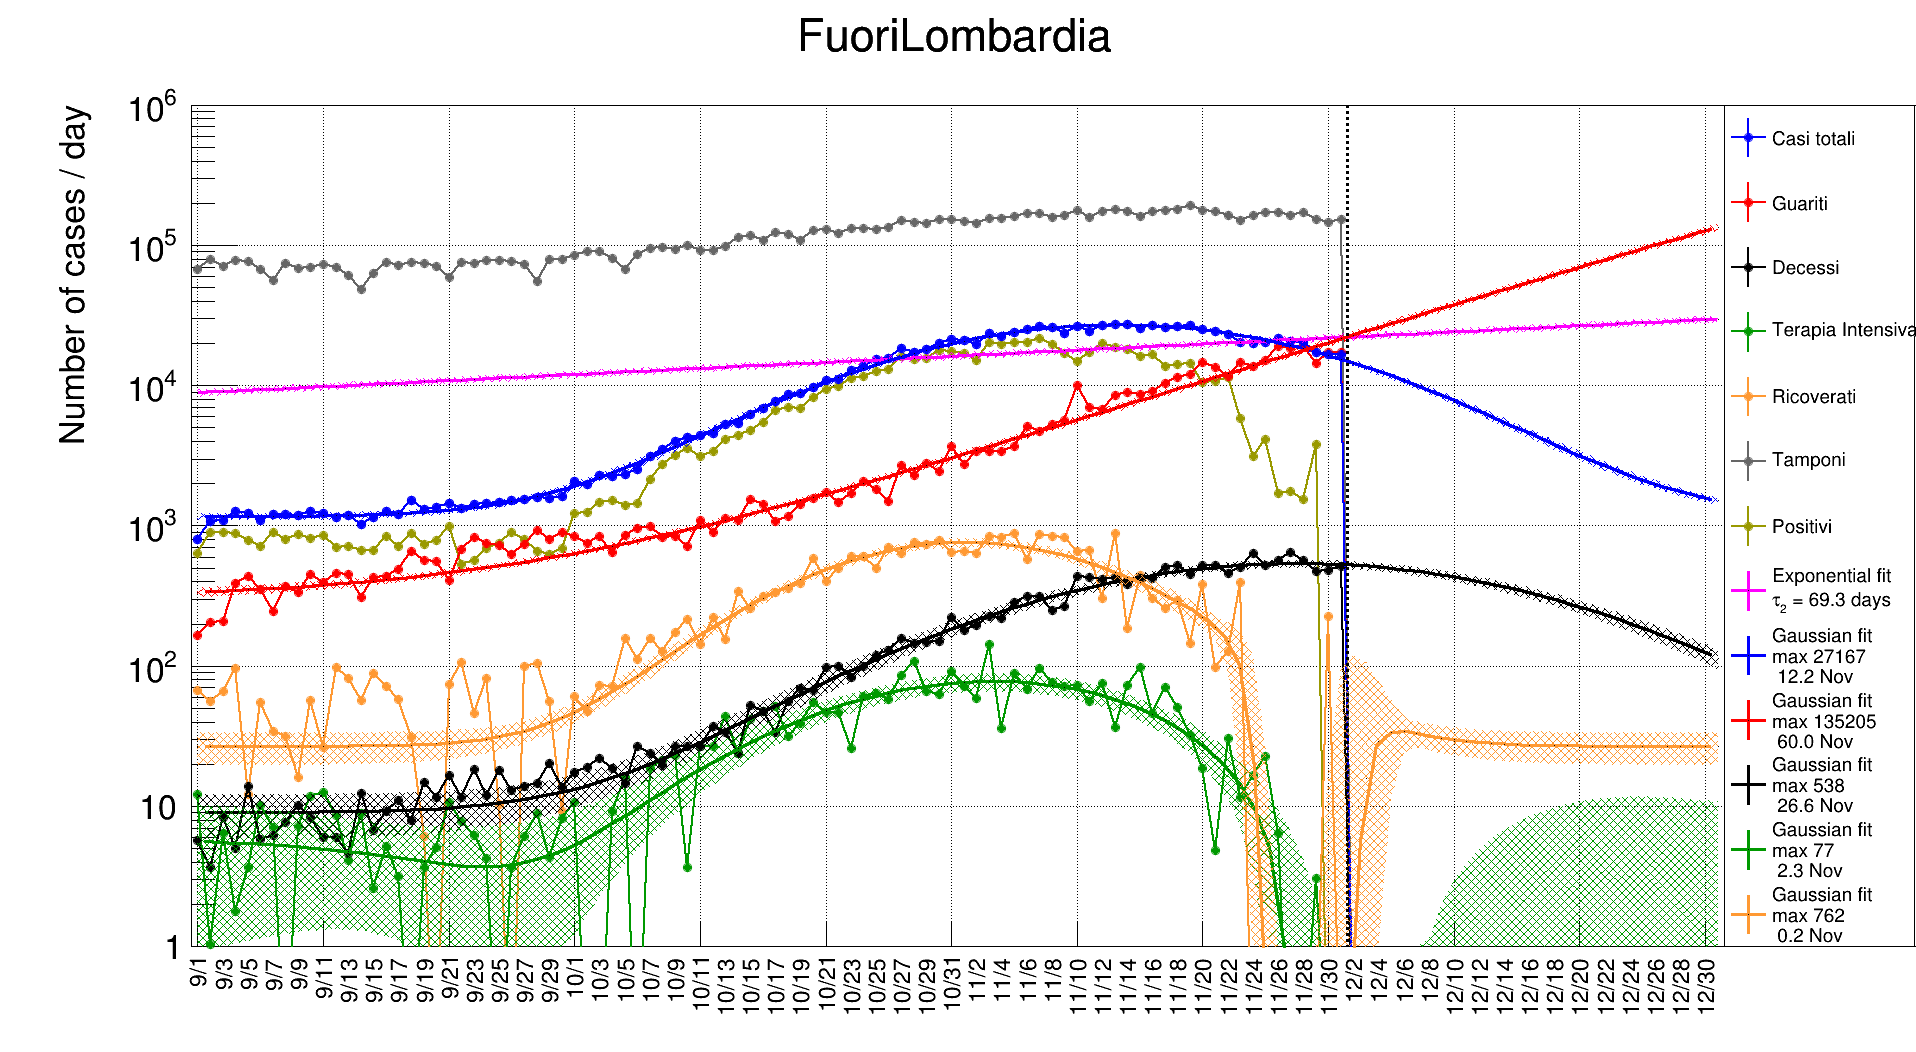 FuoriLombardia
Number of cases / day
10^6
10^5
10^4
10^3
10^2
10
1
9/1
9/3
9/5
9/7
9/9
9/11
9/13
9/15
9/17
9/19
9/21
9/23
9/25
9/27
9/29
10/1
10/3
10/5
10/7
10/9
10/11
10/13
10/15
10/17
10/19
10/21
10/23
10/25
10/27
10/29
10/31
11/2
11/4
11/6
11/8
11/10
11/12
11/14
11/16
11/18
11/20
11/22
11/24
11/26
11/28
11/30
12/2
12/4
12/6
12/8
12/10
12/12
12/14
12/16
12/18
12/20
12/22
12/24
12/26
12/28
12/30
Casi totali
Guariti
Decessi
Terapia Intensiva
Ricoverati
Tamponi
Positivi
Exponential fit
τ₂ = 69.3 days
Gaussian fit
max 27167
12.2 Nov
Gaussian fit
max 135205
60.0 Nov
Gaussian fit
max 538
26.6 Nov
Gaussian fit
max 77
2.3 Nov
Gaussian fit
max 762
0.2 Nov